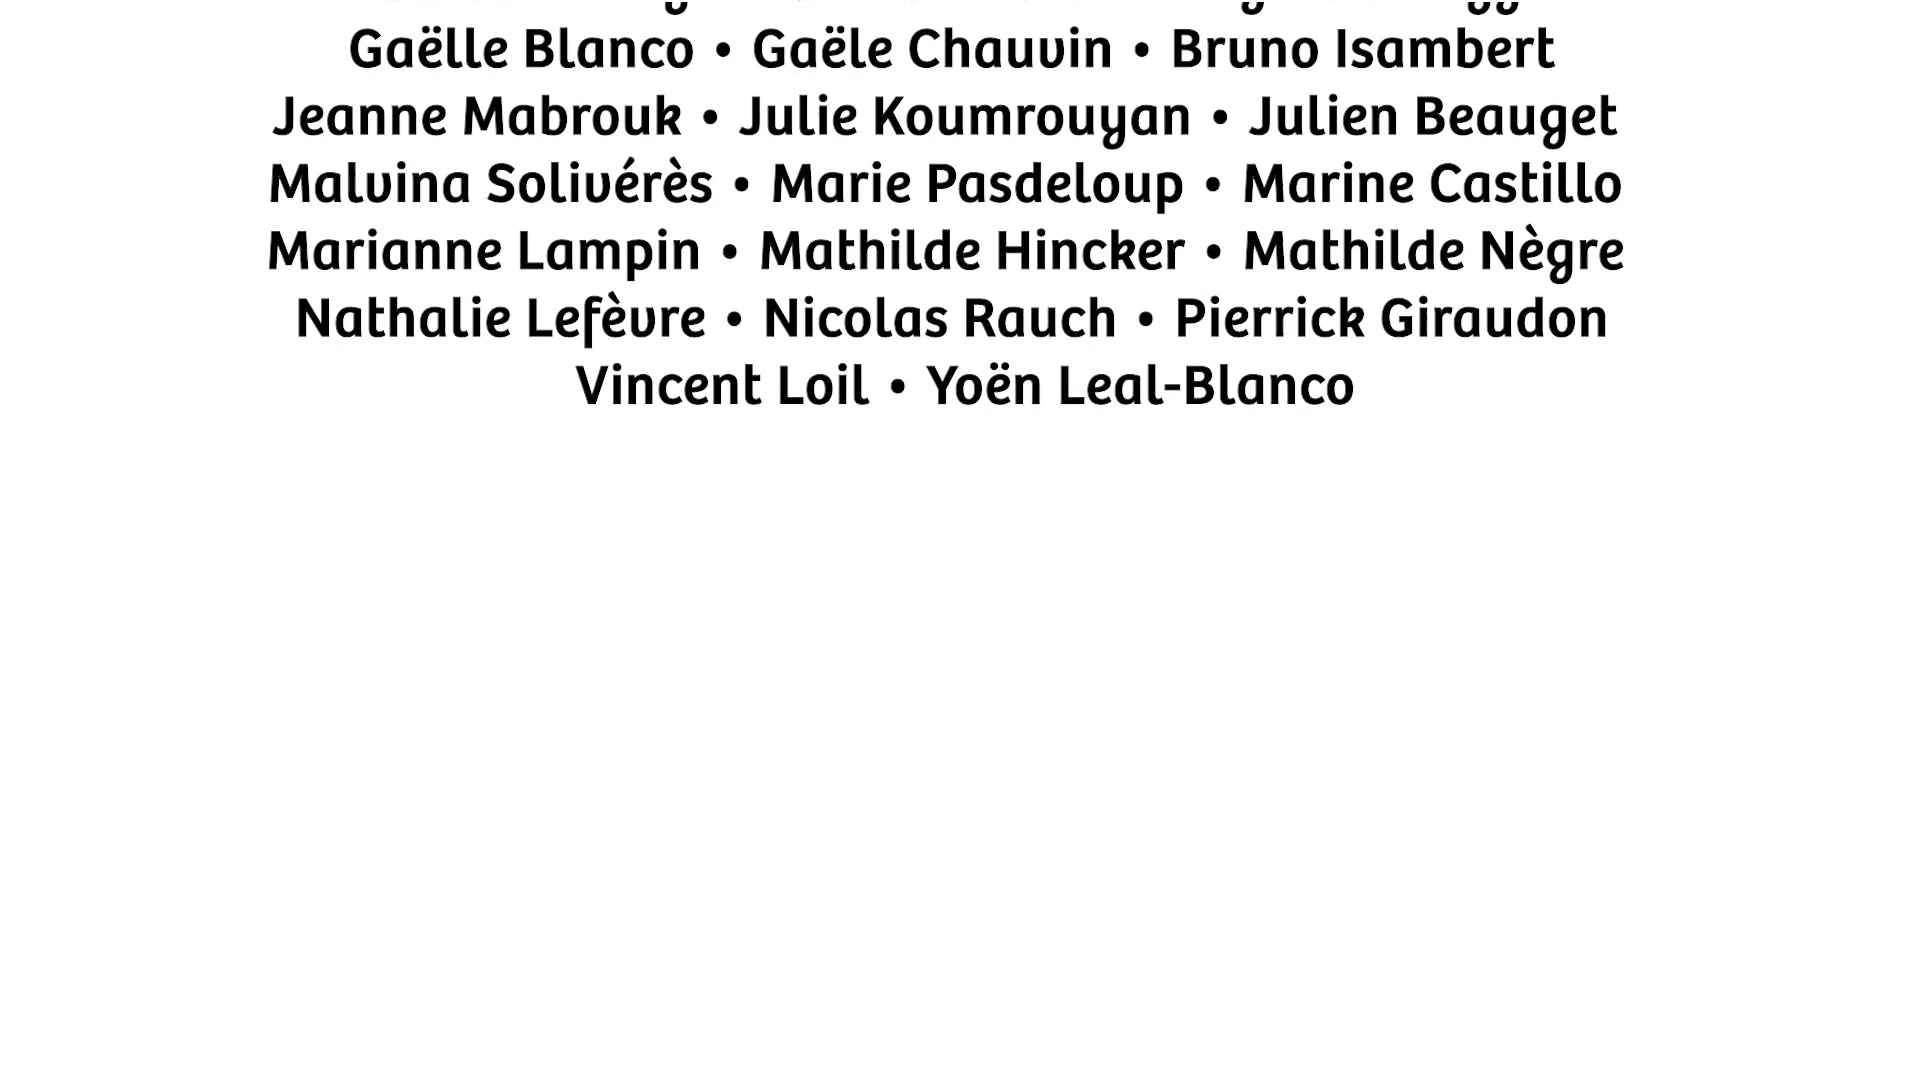 Gaëlle Blanco • Gaële Chauvin • Bruno Isambert
Jeanne Mabrouk • Julie Koumrouyan • Julien Beauget
Malvina Solivérès • Marie Pasdeloup • Marine Castillo
Marianne Lampin • Mathilde Hincker • Mathilde Nègre
Nathalie Lefèvre • Nicolas Rauch • Pierrick Giraudon
Vincent Loil • Yoën Leal-Blanco